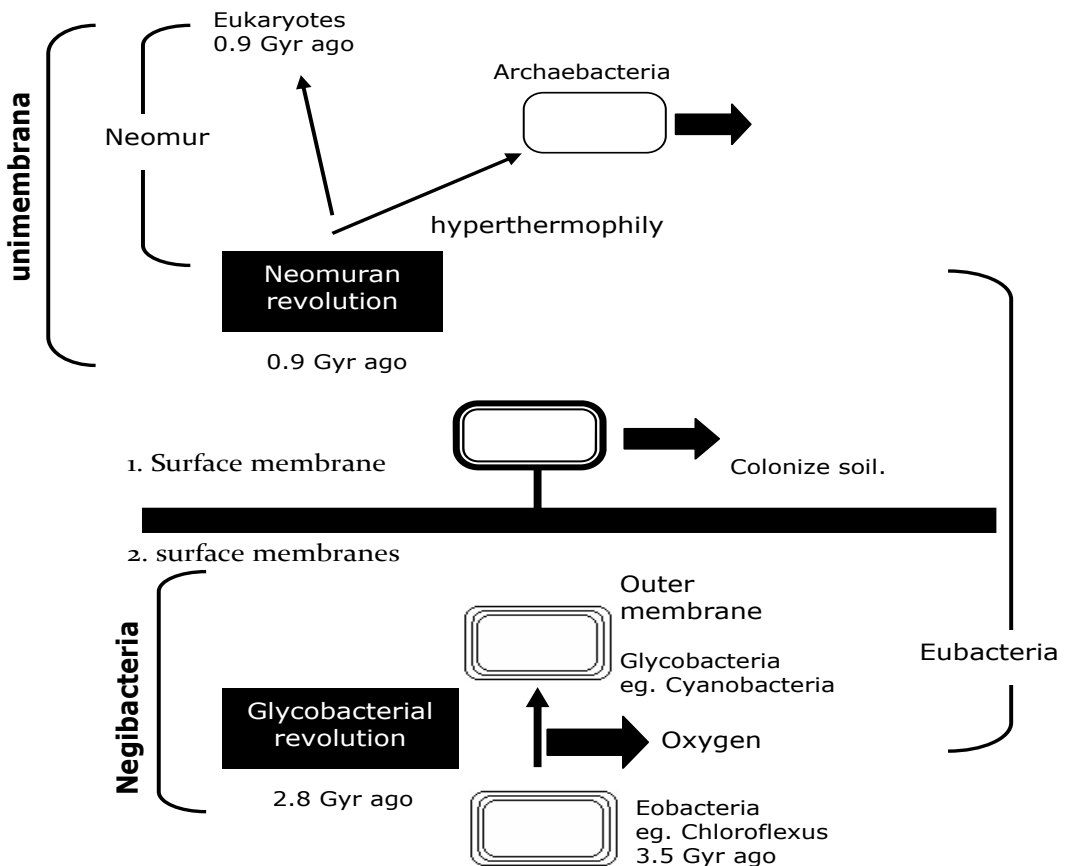 Eukaryotes
0.9 Gyr ago
Archaebacteria
unimembrana
Neomur
hyperthermophily
Neomuran
revolution
0.9 Gyr ago
1. Surface membrane
Colonize soil.
2. surface membranes
Negibacteria
Outer
membrane
Glycobacteria
eg. Cyanobacteria
Eubacteria
Glycobacterial
revolution
Oxygen
2.8 Gyr ago
Eobacteria
eg. Chloroflexus
3.5 Gyr ago